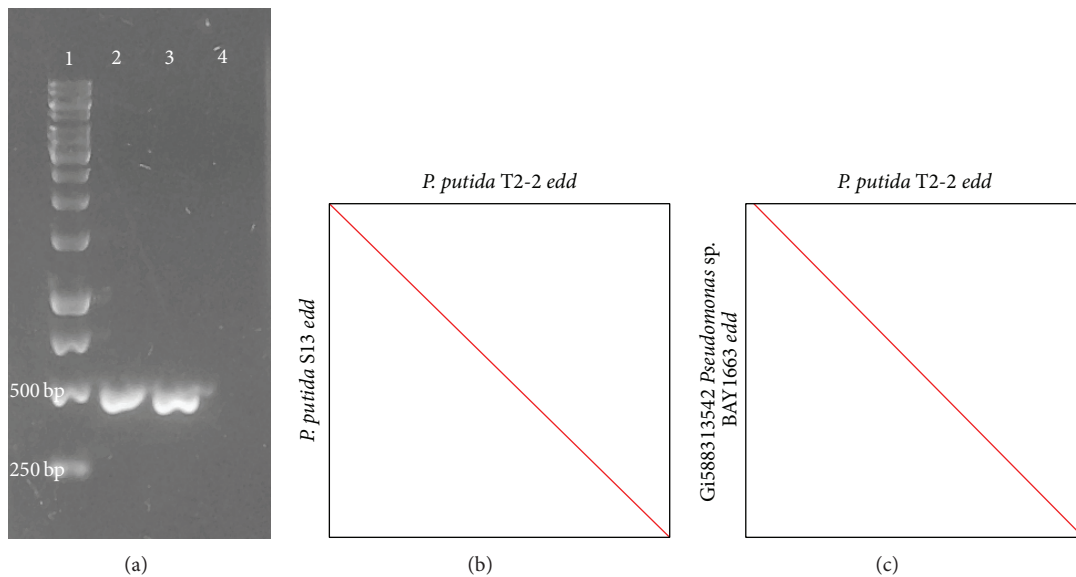 1 2 3 4
500 bp
250 bp
(a)
P. putida T2-2 edd
P. putida S13 edd
(b)
P. putida T2-2 edd
Gi588313542 Pseudomonas sp.
BAY1663 edd
(c)